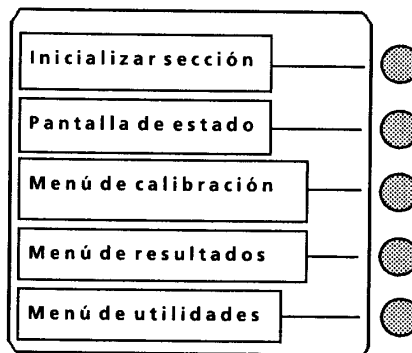 Inicializar sección
Pantalla de estado
Menú de calibración
Menú de resultados
Menú de utilidades